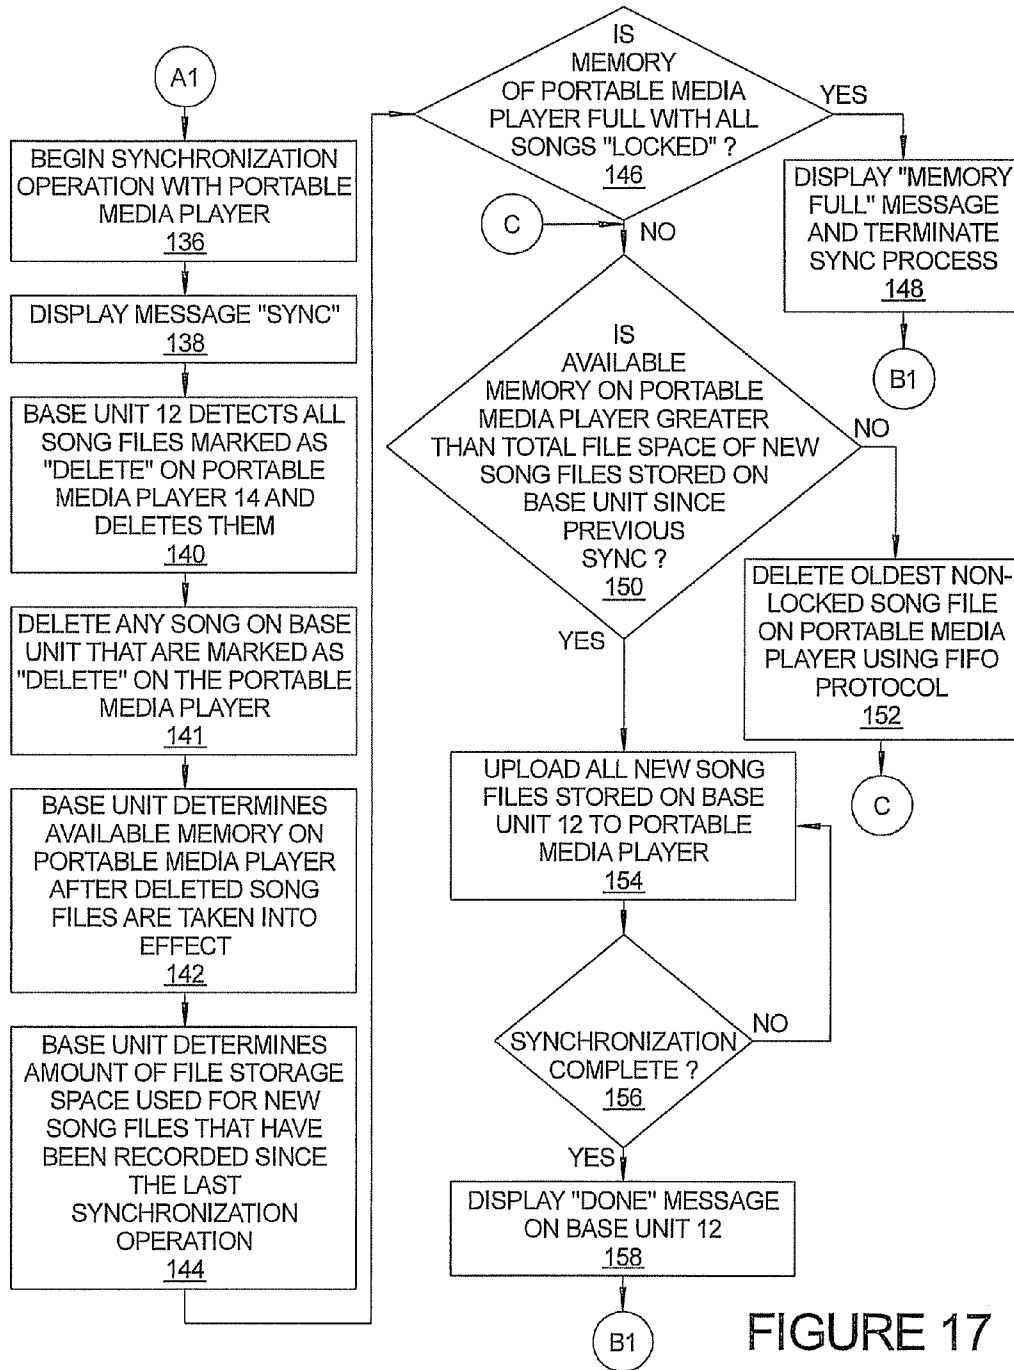 A1
BEGIN SYNCHRONIZATION
OPERATION WITH PORTABLE
MEDIA PLAYER
136
DISPLAY MESSAGE "SYNC"
138
BASE UNIT 12 DETECTS ALL
SONG FILES MARKED AS
"DELETE" ON PORTABLE
MEDIA PLAYER 14 AND
DELETES THEM
140
DELETE ANY SONG ON BASE
UNIT THAT ARE MARKED AS
"DELETE" ON THE PORTABLE
MEDIA PLAYER
141
BASE UNIT DETERMINES
AVAILABLE MEMORY ON
PORTABLE MEDIA PLAYER
AFTER DELETED SONG
FILES ARE TAKEN INTO
EFFECT
142
BASE UNIT DETERMINES
AMOUNT OF FILE STORAGE
SPACE USED FOR NEW
SONG FILES THAT HAVE
BEEN RECORDED SINCE
THE LAST
SYNCHRONIZATION
OPERATION
144
IS
MEMORY
OF PORTABLE MEDIA
PLAYER FULL WITH ALL
SONGS "LOCKED" ?
146
YES
DISPLAY "MEMORY
FULL" MESSAGE
AND TERMINATE
SYNC PROCESS
148
B1
C
NO
IS
AVAILABLE
MEMORY ON PORTABLE
MEDIA PLAYER GREATER
THAN TOTAL FILE SPACE OF NEW
SONG FILES STORED ON
BASE UNIT SINCE
PREVIOUS
SYNC ?
150
NO
DELETE OLDEST NON-
LOCKED SONG FILE
ON PORTABLE MEDIA
PLAYER USING FIFO
PROTOCOL
152
C
YES
UPLOAD ALL NEW SONG
FILES STORED ON BASE
UNIT 12 TO PORTABLE
MEDIA PLAYER
154
SYNCHRONIZATION
COMPLETE ?
156
NO
YES
DISPLAY "DONE" MESSAGE
ON BASE UNIT 12
158
B1
FIGURE 17